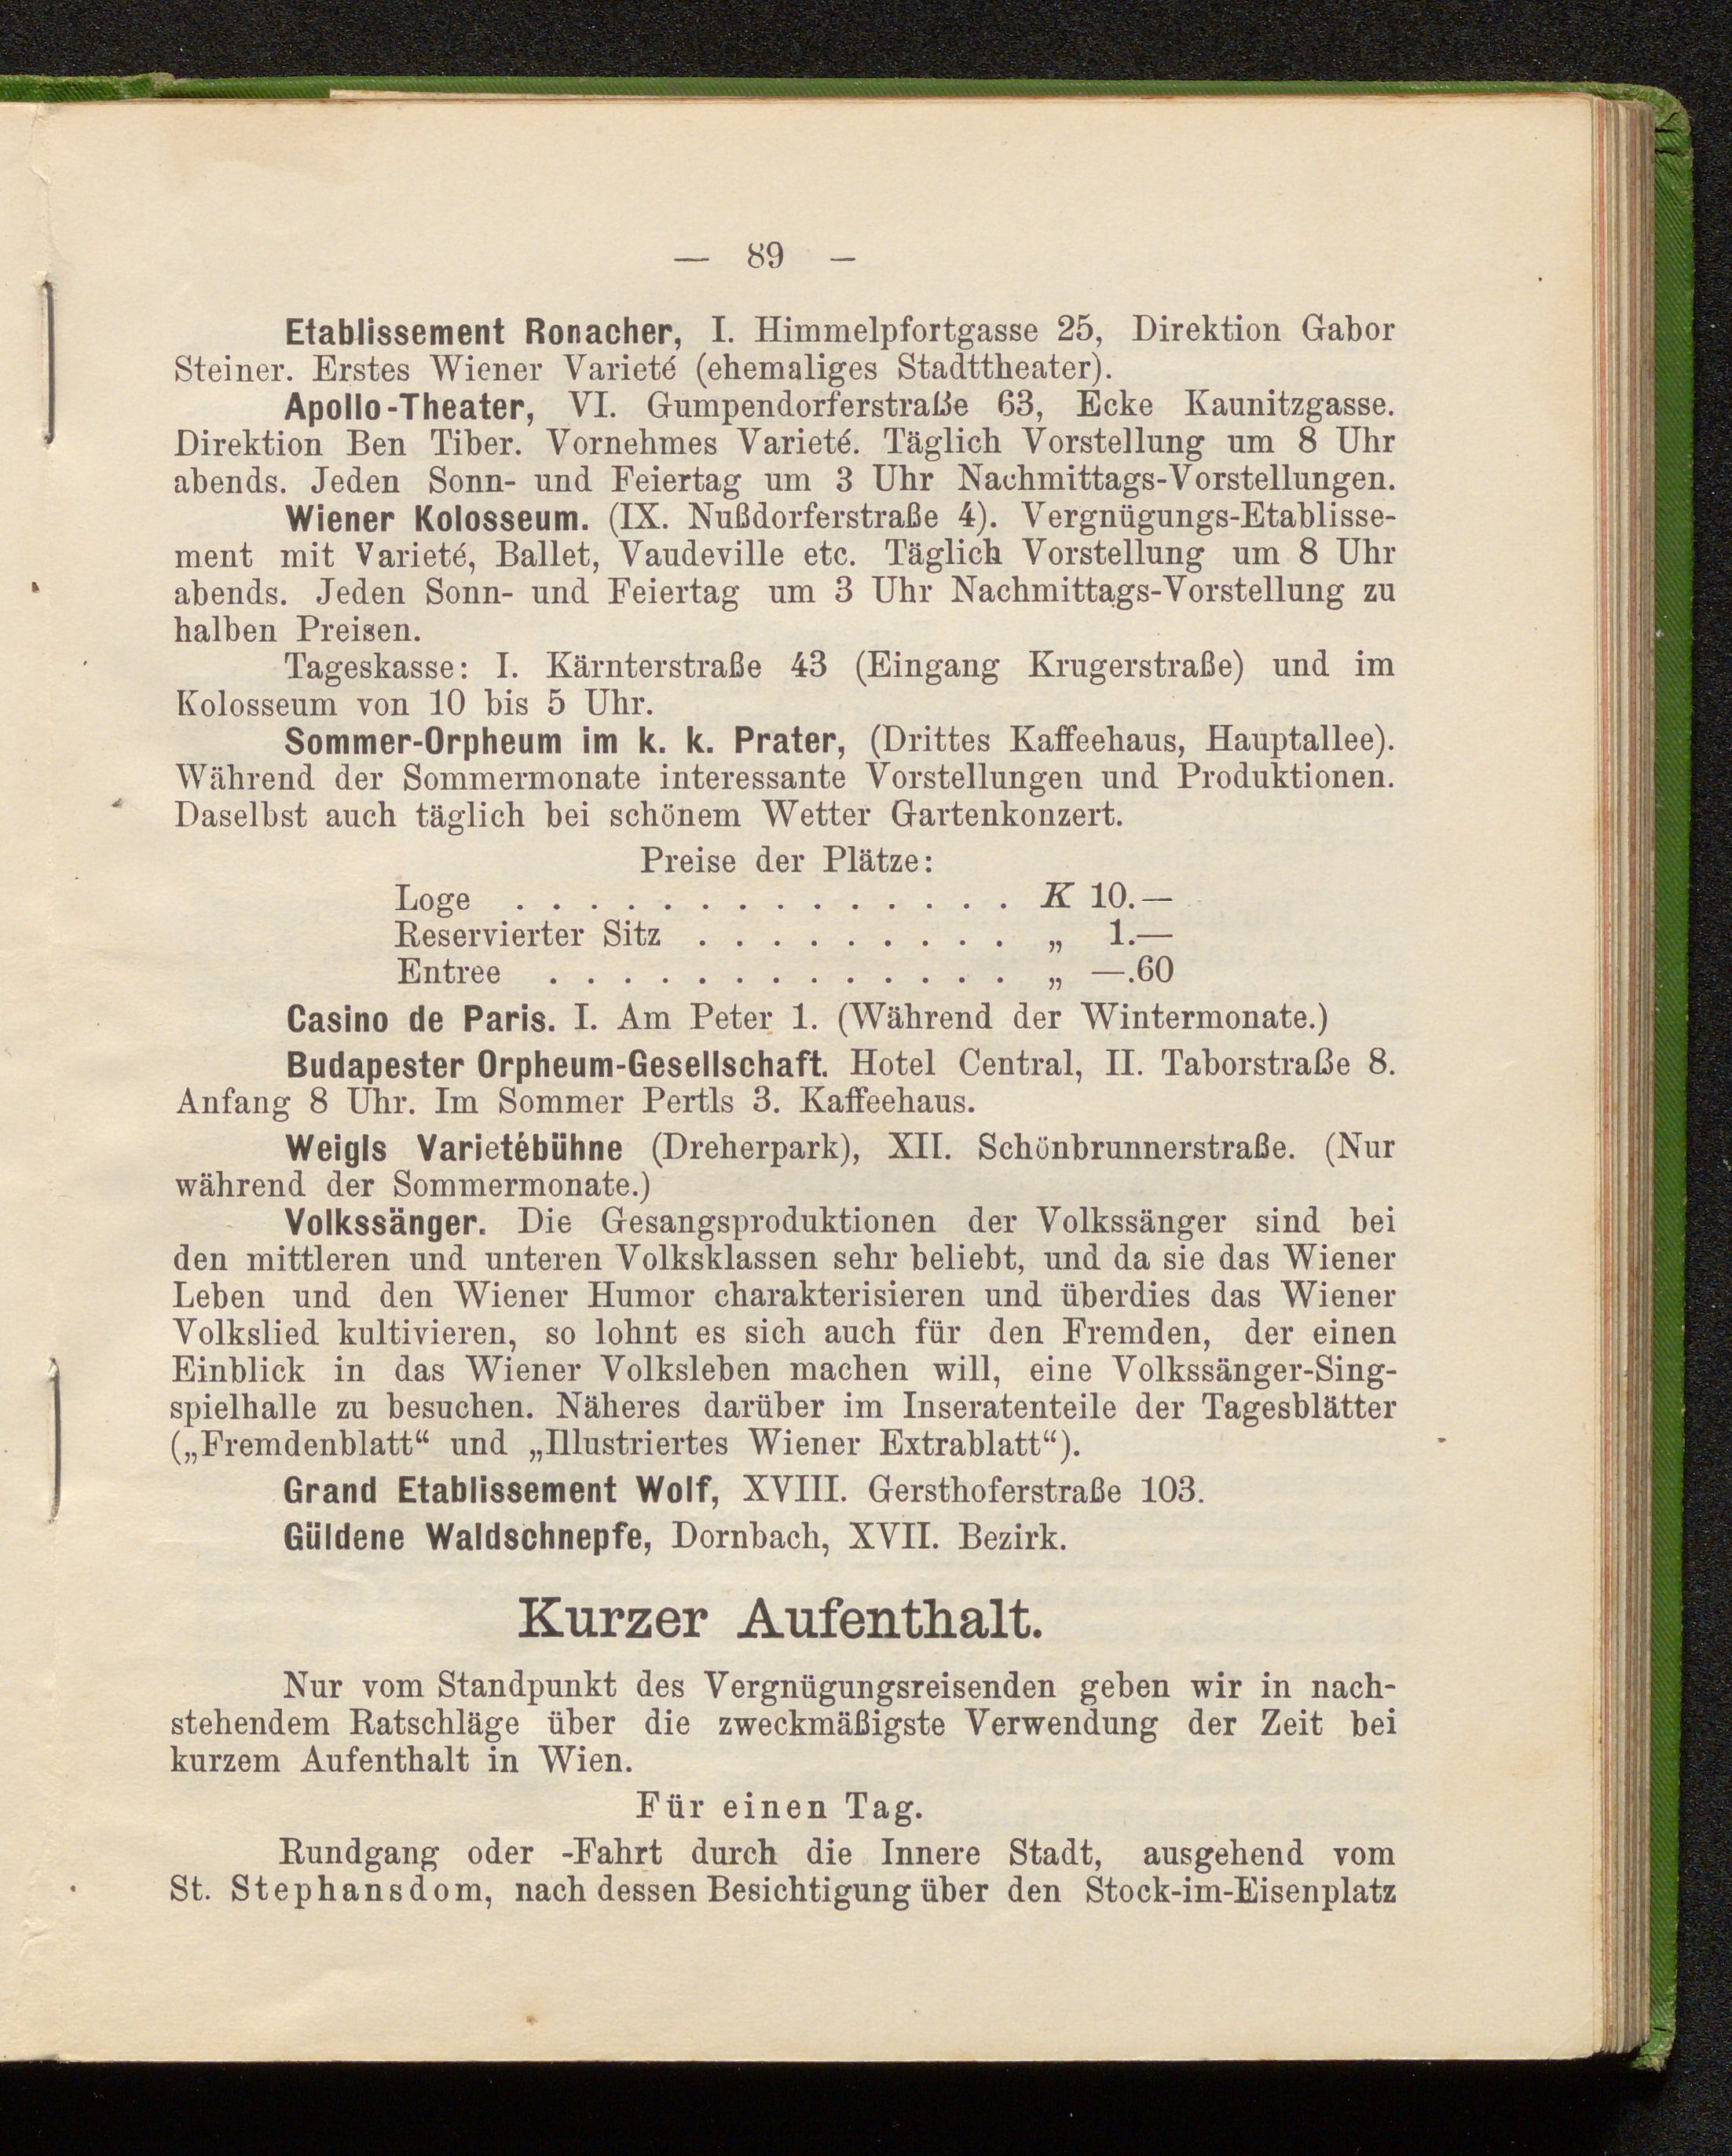 — 89 —
Etablissement Ronacher, I. Himmelpfortgasse 25, Direktion Gabor
Steiner. Erstes Wiener Varieté (ehemaliges Stadttheater).
Apollo-Theater, VI. Gumpendorferstraße 63, Ecke Kaunitzgasse.
Direktion Ben Tiber. Vornehmes Varieté. Täglich Vorstellung um 8 Uhr
abends. Jeden Sonn- und Feiertag um 3 Uhr Nachmittags-Vorstellungen.
Wiener Kolosseum. (IX. Nußdorferstraße 4). Vergnügungs-Etablisse-
ment mit Varieté, Ballet, Vaudeville etc. Täglich Vorstellung um 8 Uhr
abends. Jeden Sonn- und Feiertag um 3 Uhr Nachmittags-Vorstellung zu
halben Preisen.
Tageskasse: I. Kärnterstraße 43 (Eingang Krugerstraße) und im
Kolosseum von 10 bis 5 Uhr.
Sommer-Orpheum im k. k. Prater, (Drittes Kaffeehaus, Hauptallee).
Während der Sommermonate interessante Vorstellungen und Produktionen.
Daselbst auch täglich bei schönem Wetter Gartenkonzert.
Preise der Plätze:
Loge . . . . . . . . . . . . . . K 10.—
Reservierter Sitz . . . . . . . . . „ 1.—
Entree . . . . . . . . . . . . . „ —.60
Casino de Paris. I. Am Peter 1. (Während der Wintermonate.)
Budapester Orpheum-Gesellschaft. Hotel Central, II. Taborstraße 8.
Anfang 8 Uhr. Im Sommer Pertls 3. Kaffeehaus.
Weigls Varietébühne (Dreherpark), XII. Schönbrunnerstraße. (Nur
während der Sommermonate.)
Volkssänger. Die Gesangsproduktionen der Volkssänger sind bei
den mittleren und unteren Volksklassen sehr beliebt, und da sie das Wiener
Leben und den Wiener Humor charakterisieren und überdies das Wiener
Volkslied kultivieren, so lohnt es sich auch für den Fremden, der einen
Einblick in das Wiener Volksleben machen will, eine Volkssänger-Sing-
spielhalle zu besuchen. Näheres darüber im Inseratenteile der Tagesblätter
(„Fremdenblatt“ und „Illustriertes Wiener Extrablatt“).
Grand Etablissement Wolf, XVIII. Gersthoferstraße 103.
Güldene Waldschnepfe, Dornbach, XVII. Bezirk.
Kurzer Aufenthalt.
Nur vom Standpunkt des Vergnügungsreisenden geben wir in nach-
stehendem Ratschläge über die zweckmäßigste Verwendung der Zeit bei
kurzem Aufenthalt in Wien.
Für einen Tag.
Rundgang oder -Fahrt durch die Innere Stadt, ausgehend vom
St. Stephansdom, nach dessen Besichtigung über den Stock-im-Eisenplatz